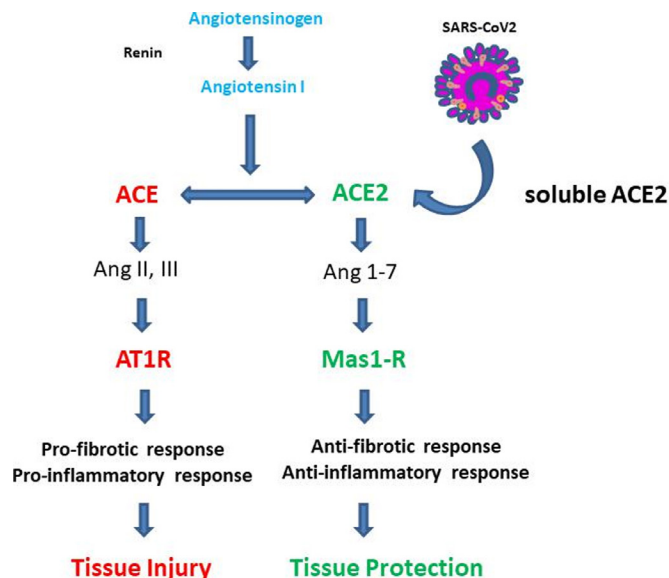 Angiotensinogen
SARS-CoV2
Renin
Angiotensin I
ACE
ACE2
soluble ACE2
Ang II, III
Ang 1-7
AT1R
Mas1-R
Pro-fibrotic response
Pro-inflammatory response
Anti-fibrotic response
Anti-inflammatory response
Tissue Injury
Tissue Protection